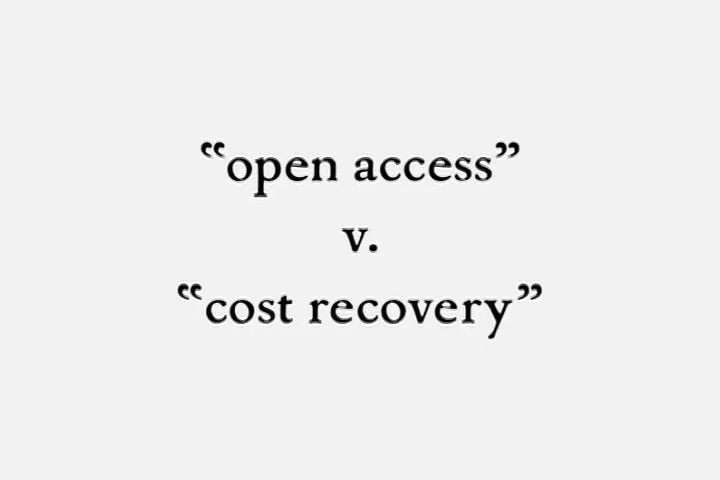 “open access”
v.
“cost recovery”